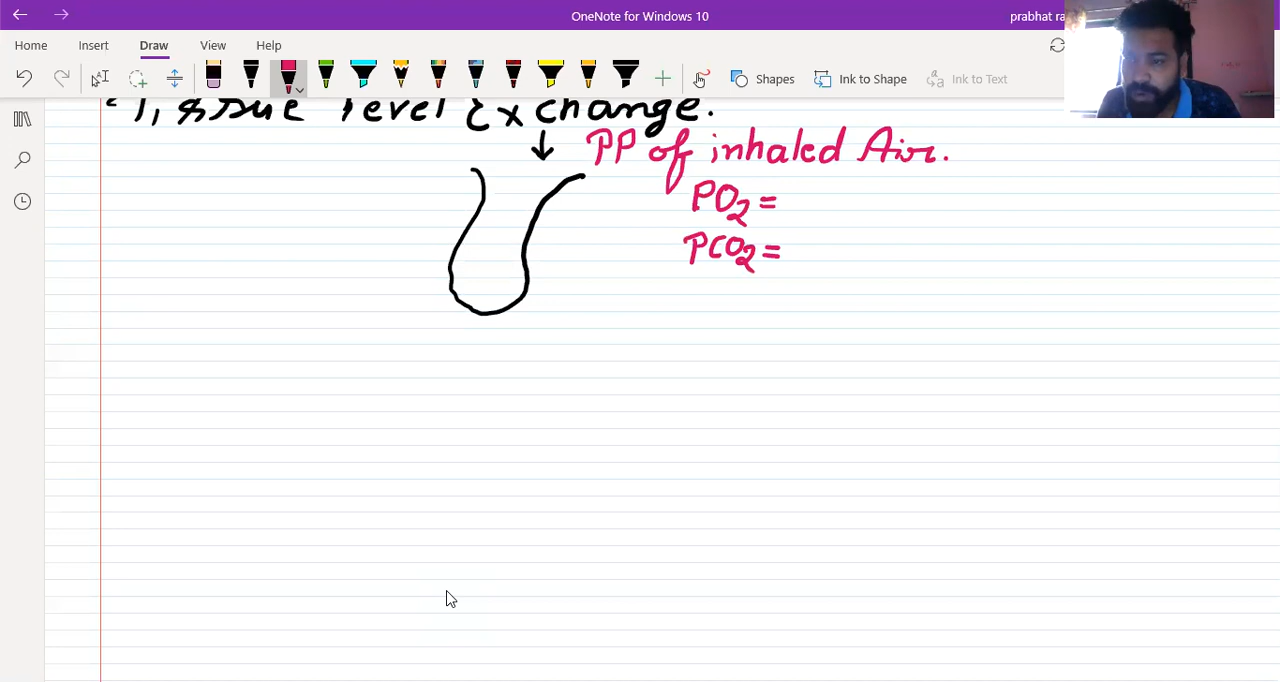 OneNote for Windows 10
prabhat ra
Home Insert Draw View Help
Shapes Ink to Shape Ink to Text
Tissue level Exchange.
PP of inhaled Air.
PO₂ =
PCO₂ =